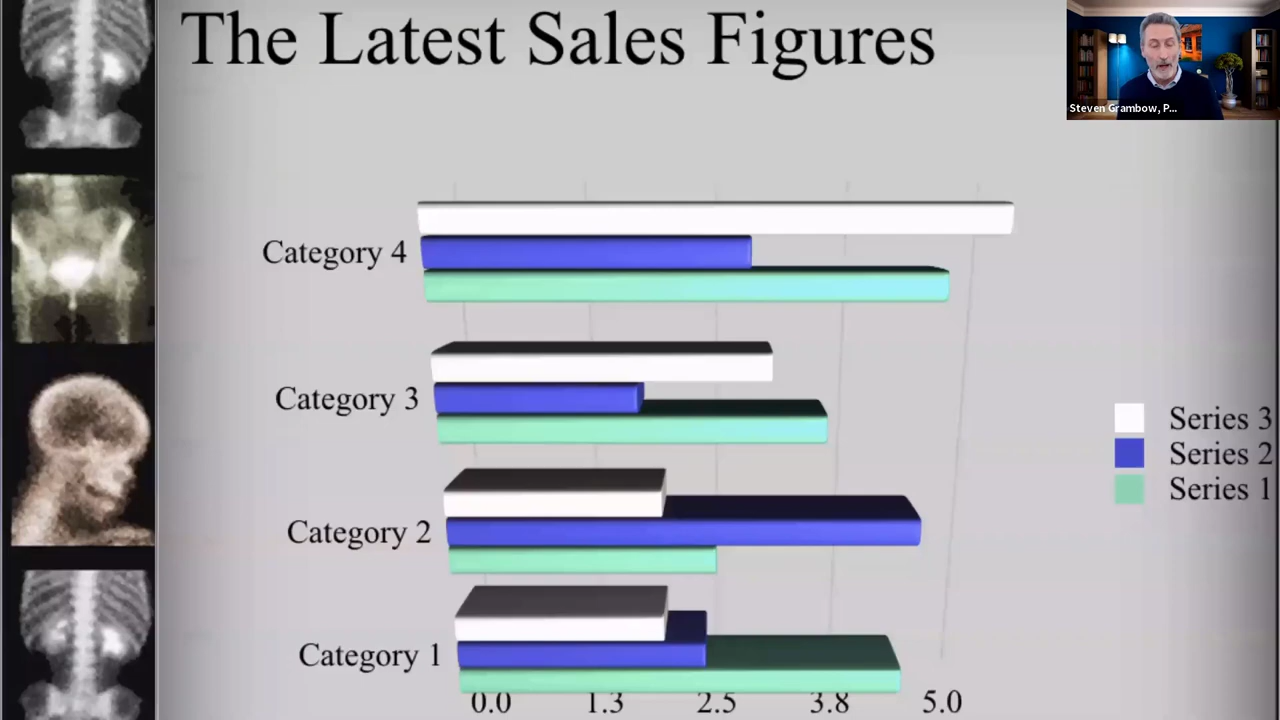 The Latest Sales Figures
Steven Grambow, P...
Category 4
Category 3
Category 2
Category 1
Series 3
Series 2
Series 1
0.0 1.3 2.5 3.8 5.0